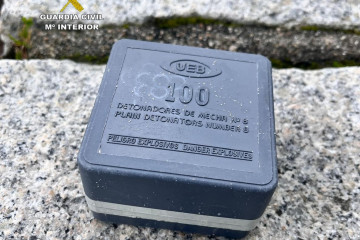 GUARDIA CIVIL
Mº INTERIOR
UEB
100
DETONADORES DE MECHA Nº 8
PLAIN DETONATORS NUMBER 8
PELIGRO EXPLOSIVOS DANGER EXPLOSIVES